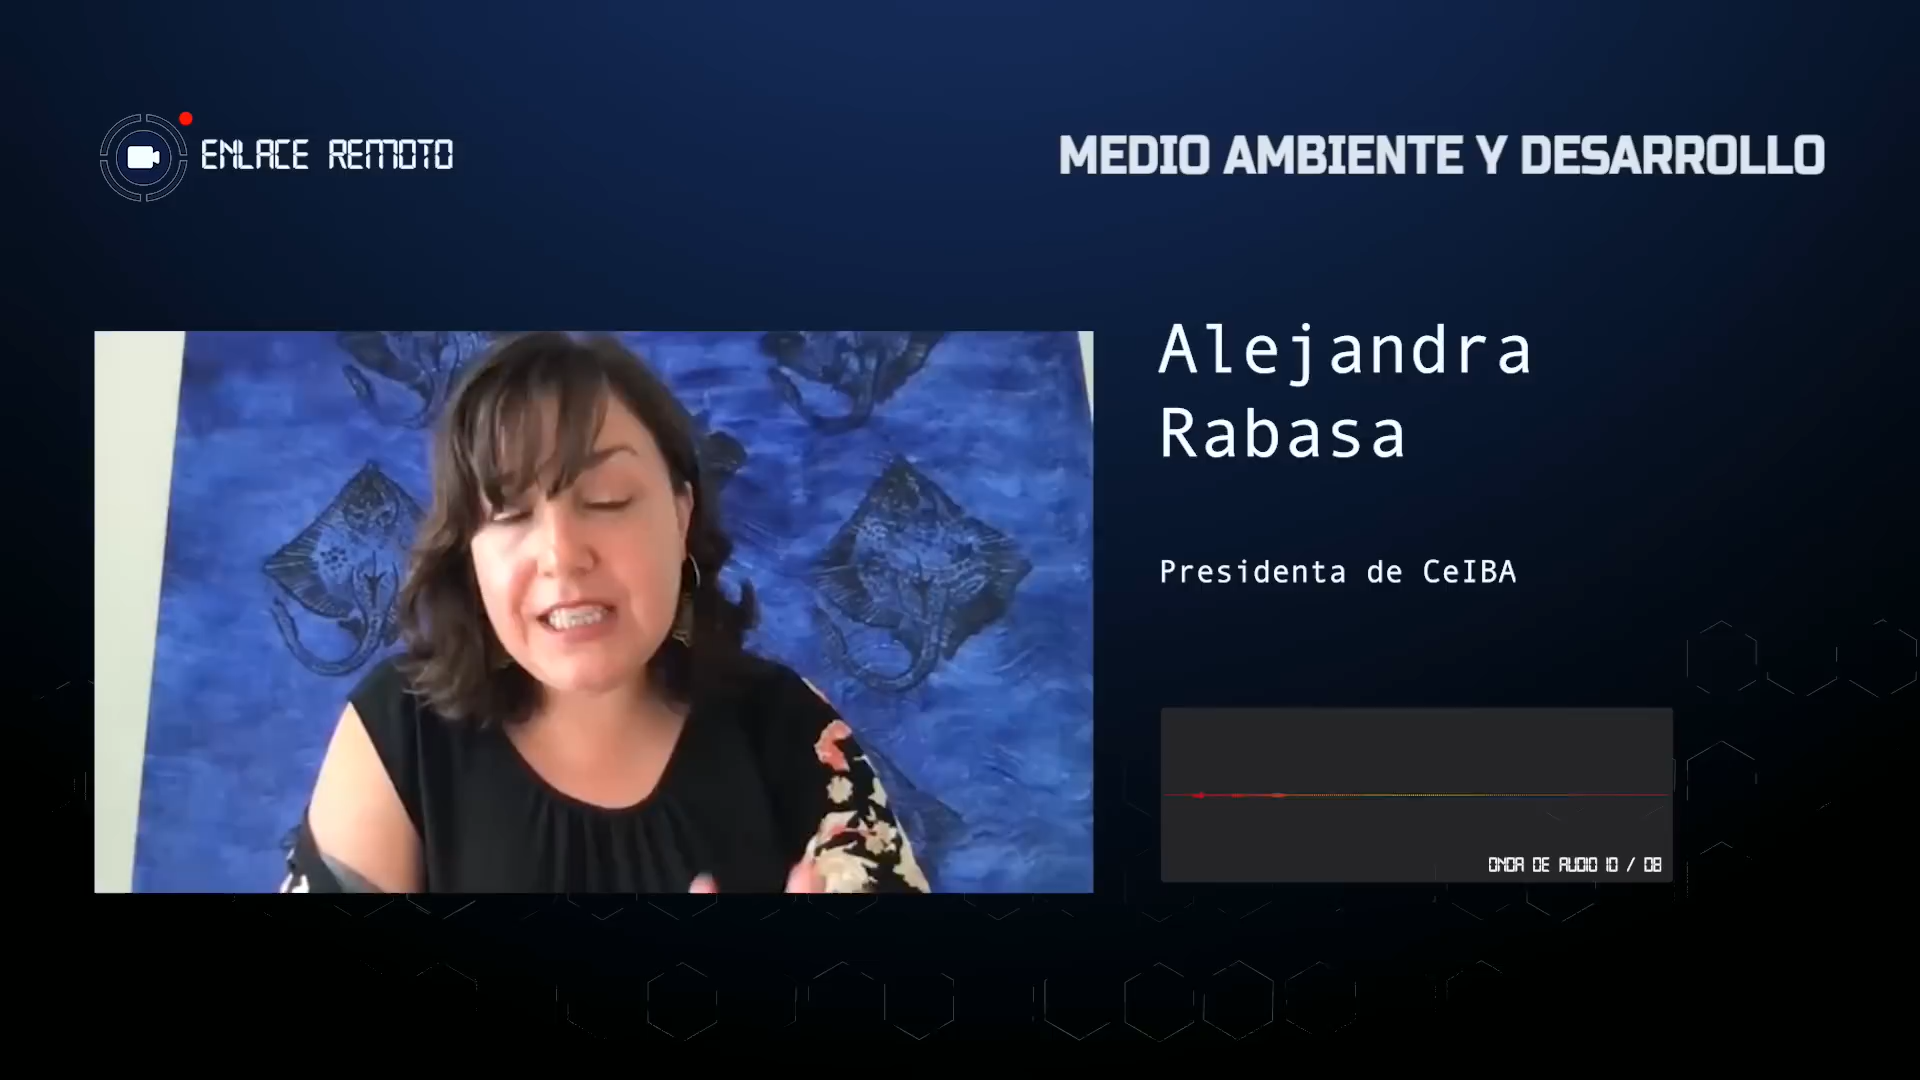 ENLACE REMOTO
MEDIO AMBIENTE Y DESARROLLO
Alejandra
Rabasa
Presidenta de CeIBA
ONDA DE AUDIO 10 / 08